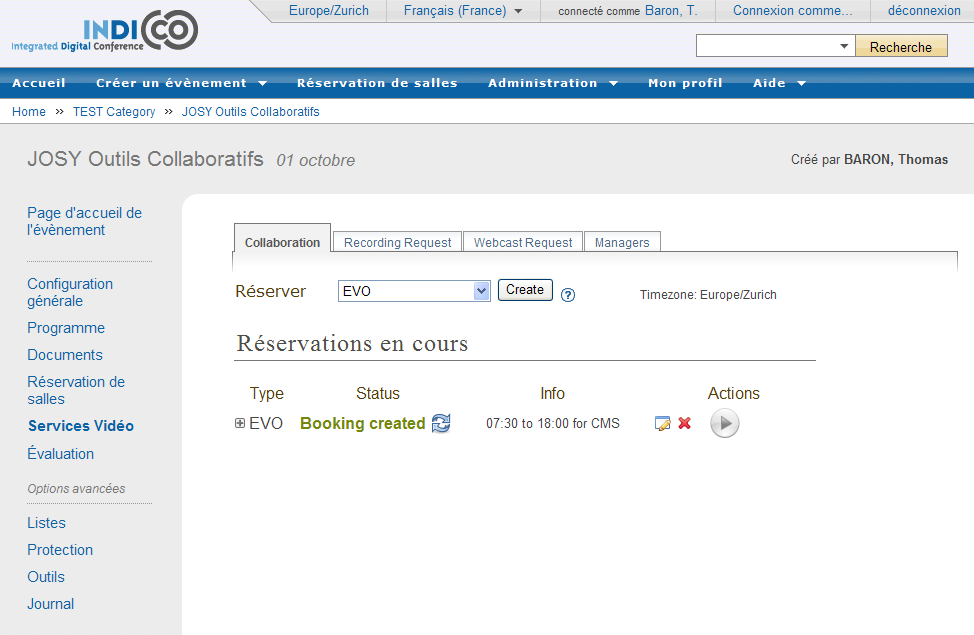 Europe/Zurich Français (France) connecté comme Baron, T. Connexion comme... déconnexion
INDICO
Integrated Digital Conference
Recherche
Accueil Créer un évènement Réservation de salles Administration Mon profil Aide
Home » TEST Category » JOSY Outils Collaboratifs
JOSY Outils Collaboratifs 01 octobre
Créé par BARON, Thomas
Page d'accueil de
l'évènement
Configuration
générale
Programme
Documents
Réservation de
salles
Services Vidéo
Évaluation
Options avancées
Listes
Protection
Outils
Journal
Collaboration Recording Request Webcast Request Managers
Réserver EVO Create ? Timezone: Europe/Zurich
Réservations en cours
Type Status Info Actions
EVO Booking created 07:30 to 18:00 for CMS